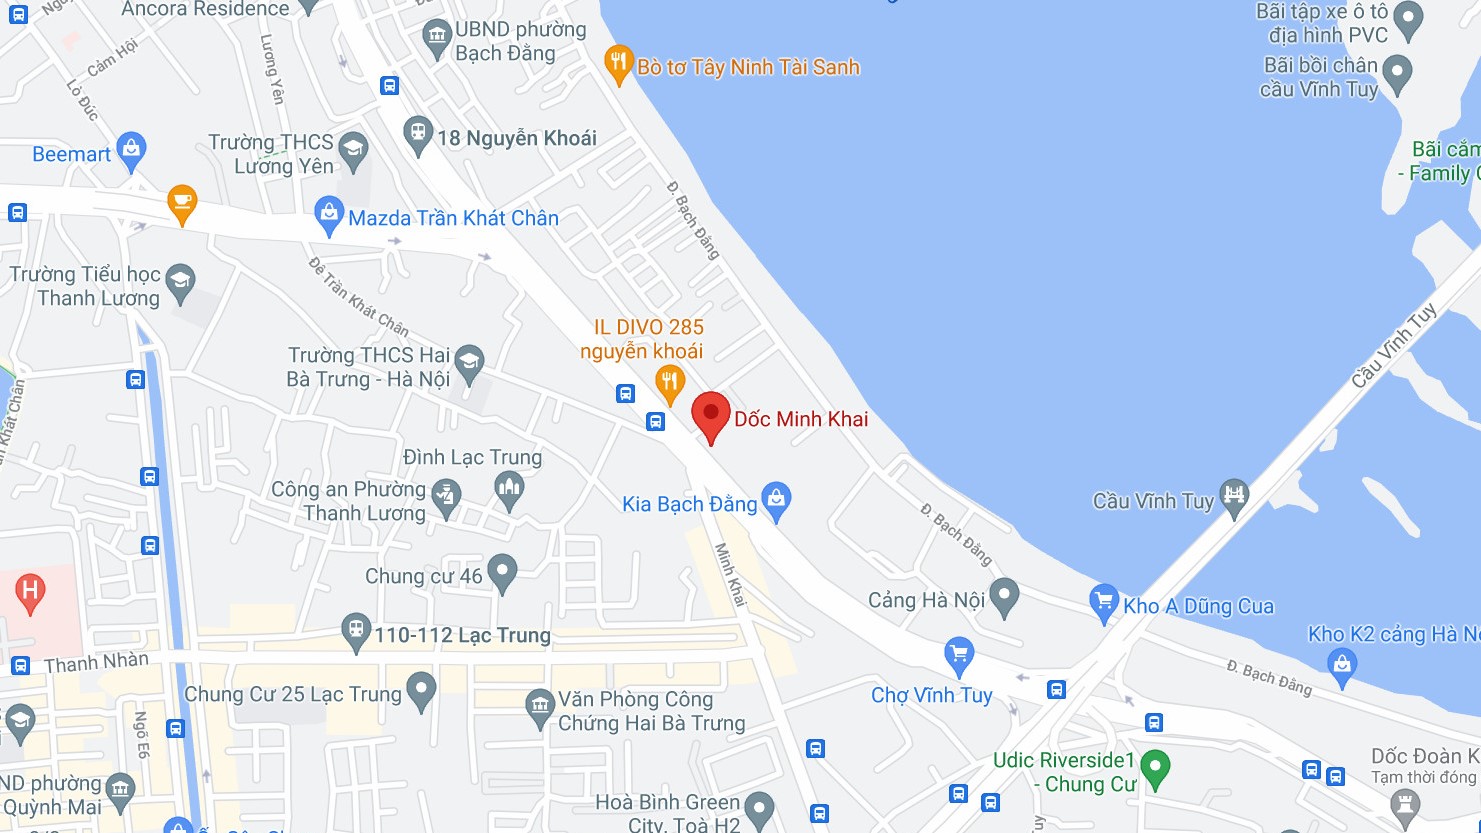 Ancora Residence
Cảm Hội
Lò Đúc
Lương Yên
UBND phường
Bạch Đằng
Bò tơ Tây Ninh Tài Sanh
Bãi tập xe ô tô
địa hình PVC
Bãi bồi chân
cầu Vĩnh Tuy
Bãi cắm
- Family
Beemart
Trường THCS
Lương Yên
18 Nguyễn Khoái
Mazda Trần Khát Chân
Đ. Bạch Đằng
Trường Tiểu học
Thanh Lương
Đê Trần Khát Chân
IL DIVO 285
nguyễn khoái
Trường THCS Hai
Bà Trưng - Hà Nội
Cầu Vĩnh Tuy
Khát Chân
Dốc Minh Khai
Đình Lạc Trung
Công an Phường
Thanh Lương
Kia Bạch Đằng
Cầu Vĩnh Tuy
Đ. Bạch Đằng
Minh Khai
Chung cư 46
H
Cảng Hà Nội
Kho A Dũng Cua
110-112 Lạc Trung
Kho K2 cảng Hà
Thanh Nhàn
Đ. Bạch Đằng
Chung Cư 25 Lạc Trung
Chợ Vĩnh Tuy
Văn Phòng Công
Chứng Hai Bà Trưng
Ngõ E6
Udic Riverside1
- Chung Cư
Dốc Đoàn K
Tạm thời đóng
ND phường
Quỳnh Mai
Hoà Bình Green
City, Toà H2